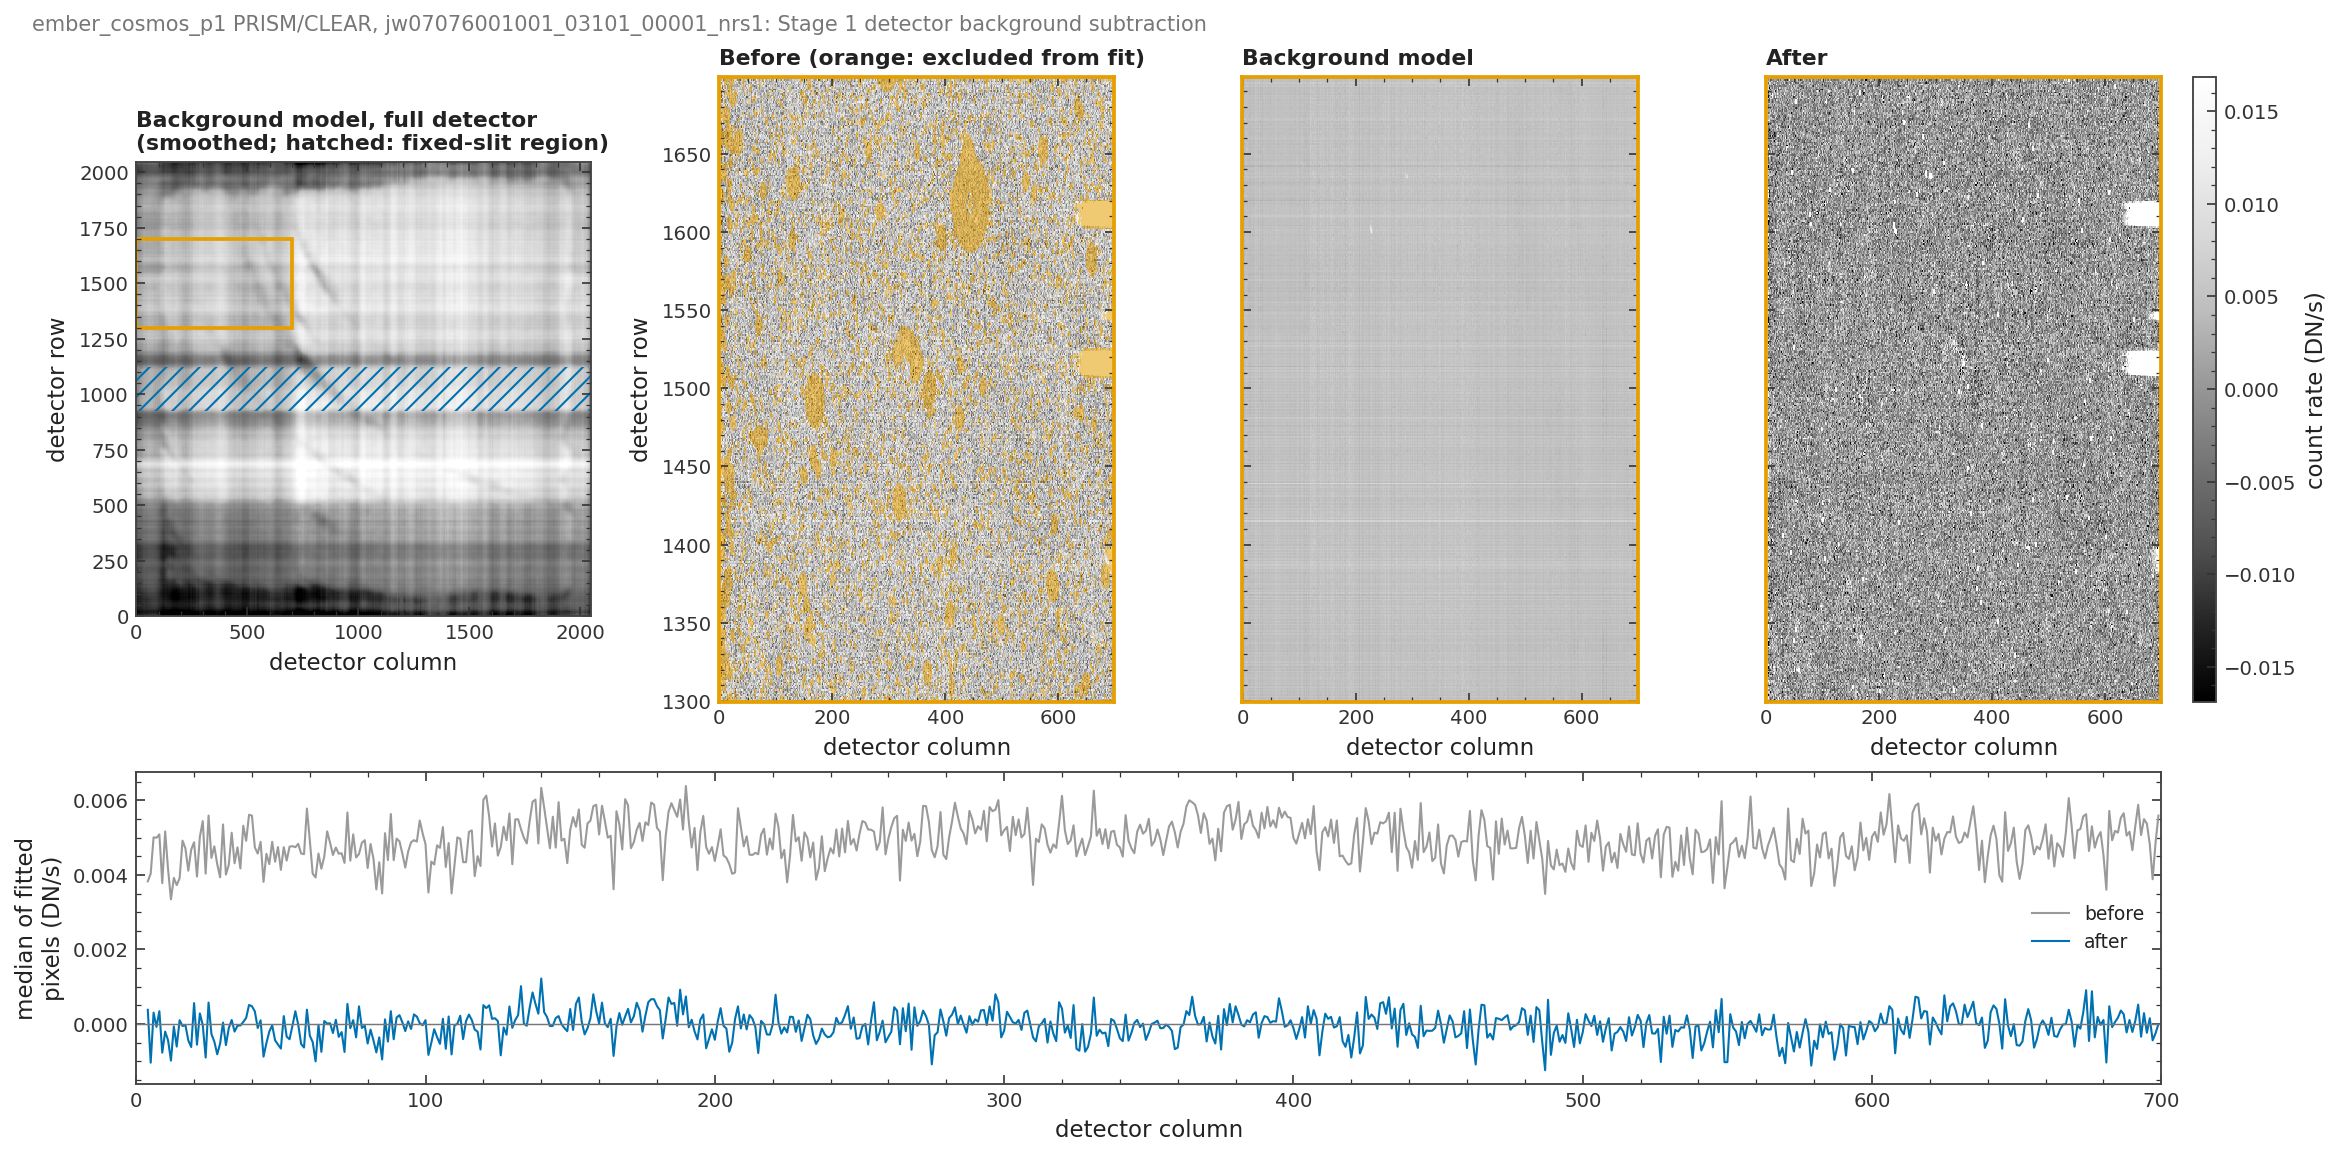 ember_cosmos_p1 PRISM/CLEAR, jw07076001001_03101_00001_nrs1: Stage 1 detector background subtraction
Background model, full detector
(smoothed; hatched: fixed-slit region)
2000
1750
1500
1250
1000
750
500
250
0
0 500 1000 1500 2000
detector row
detector column
Before (orange: excluded from fit)
1650
1600
1550
1500
1450
1400
1350
1300
0 200 400 600
detector row
detector column
Background model
0 200 400 600
detector column
After
0 200 400 600
detector column
0.015
0.010
0.005
0.000
−0.005
−0.010
−0.015
count rate (DN/s)
median of fitted
pixels (DN/s)
0.006
0.004
0.002
0.000
before
after
0 100 200 300 400 500 600 700
detector column